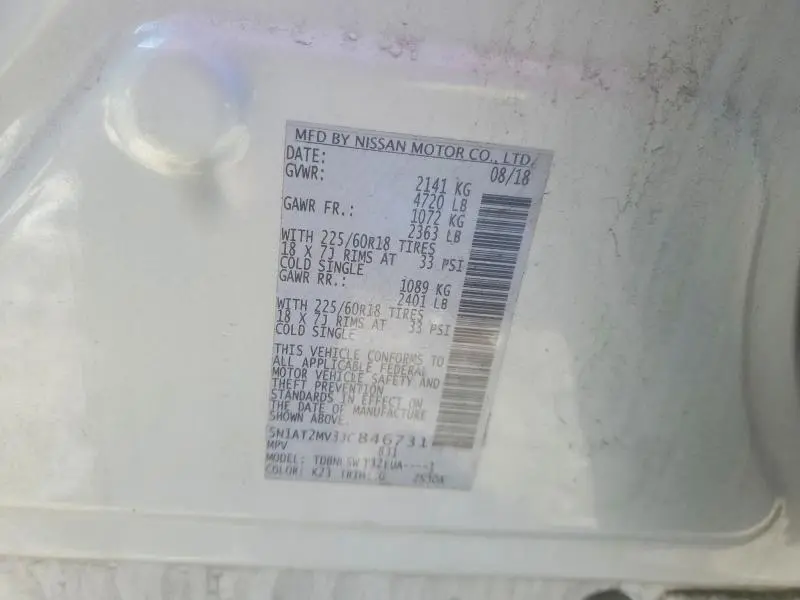 MFD BY NISSAN MOTOR CO., LTD.
DATE: 08/18
GVWR: 2141 KG
4720 LB
GAWR FR.: 1072 KG
2363 LB
WITH 225/60R18 TIRES
18 X 7J RIMS AT 33 PSI
COLD SINGLE
GAWR RR.: 1089 KG
2401 LB
WITH 225/60R18 TIRES
18 X 7J RIMS AT 33 PSI
COLD SINGLE
THIS VEHICLE CONFORMS TO
ALL APPLICABLE FEDERAL
MOTOR VEHICLE SAFETY AND
THEFT PREVENTION
STANDARDS IN EFFECT ON
THE DATE OF MANUFACTURE
SHOWN ABOVE.
MPV
MODEL:
COLOR: K23 TRIM: G